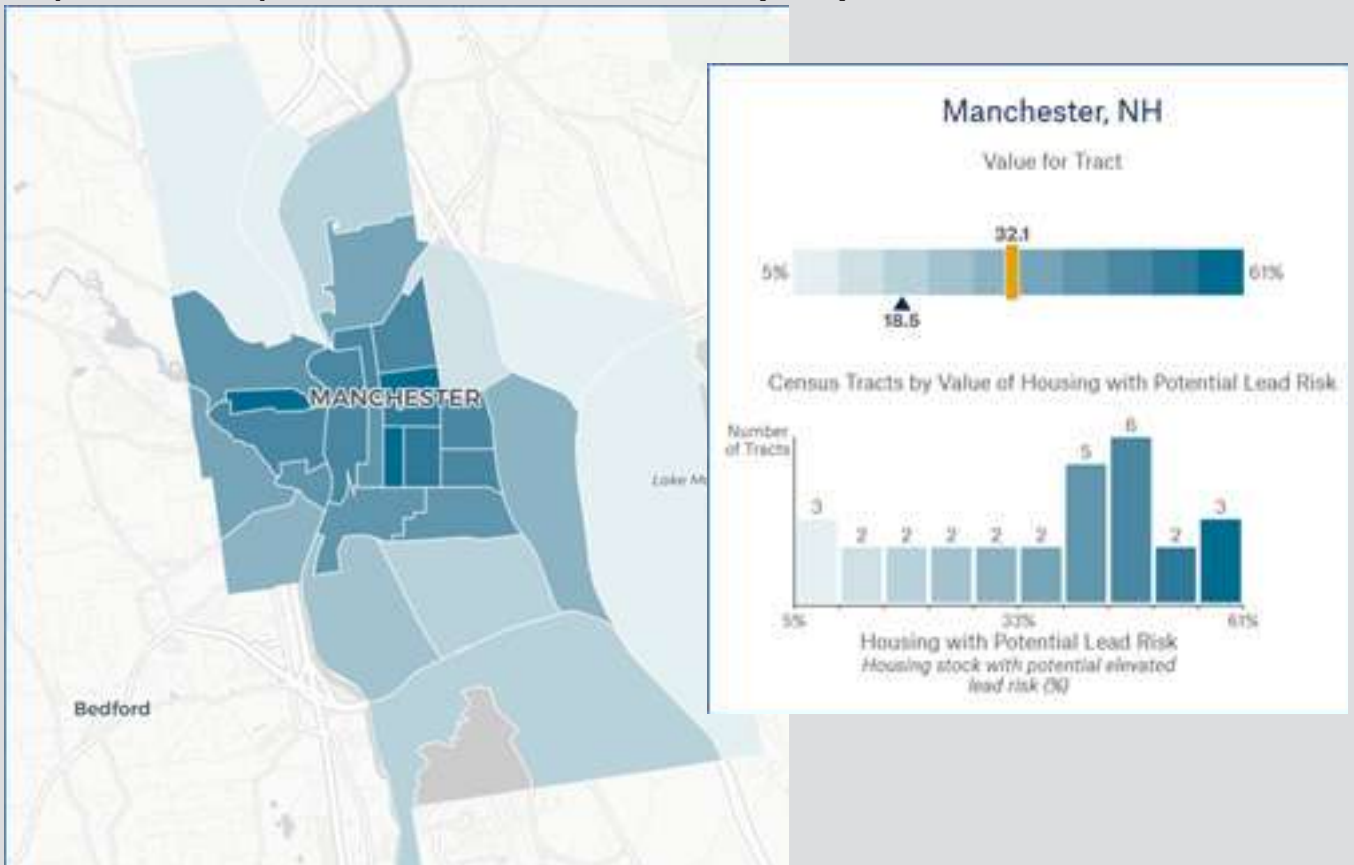 MANCHESTER
Bedford
Manchester, NH
Value for Tract
32.1
5%
61%
18.5
Census Tracts by Value of Housing with Potential Lead Risk
Number
of Tracts
3
2
2
2
2
2
5
6
2
3
5%
33%
61%
Housing with Potential Lead Risk
Housing stock with potential elevated
lead risk (%)
Lake M